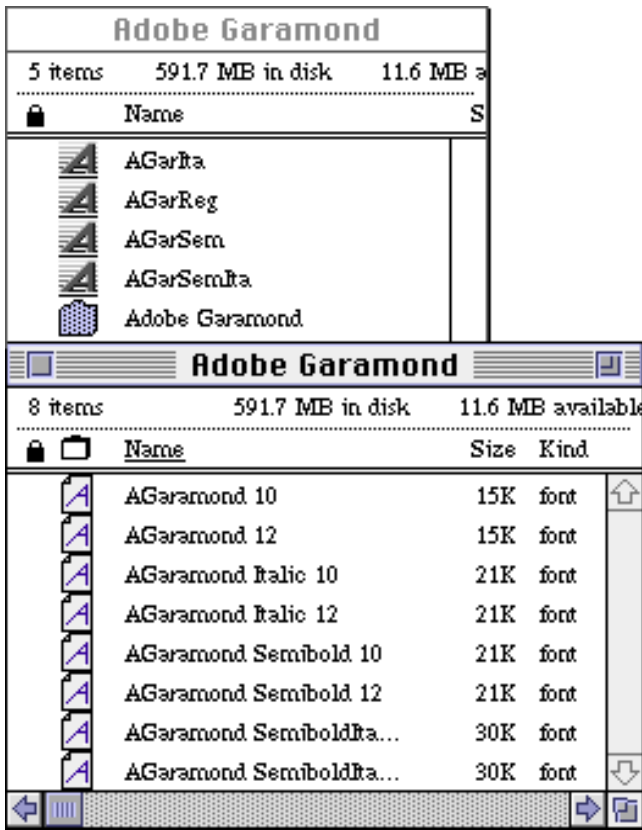 Adobe Garamond
5 items 591.7 MB in disk 11.6 MB a
Name S
AGarIta
AGarReg
AGarSem
AGarSemIta
Adobe Garamond
Adobe Garamond
8 items 591.7 MB in disk 11.6 MB available
Name Size Kind
AGaramond 10 15K font
AGaramond 12 15K font
AGaramond Italic 10 21K font
AGaramond Italic 12 21K font
AGaramond Semibold 10 21K font
AGaramond Semibold 12 21K font
AGaramond SemiboldIta... 30K font
AGaramond SemiboldIta... 30K font